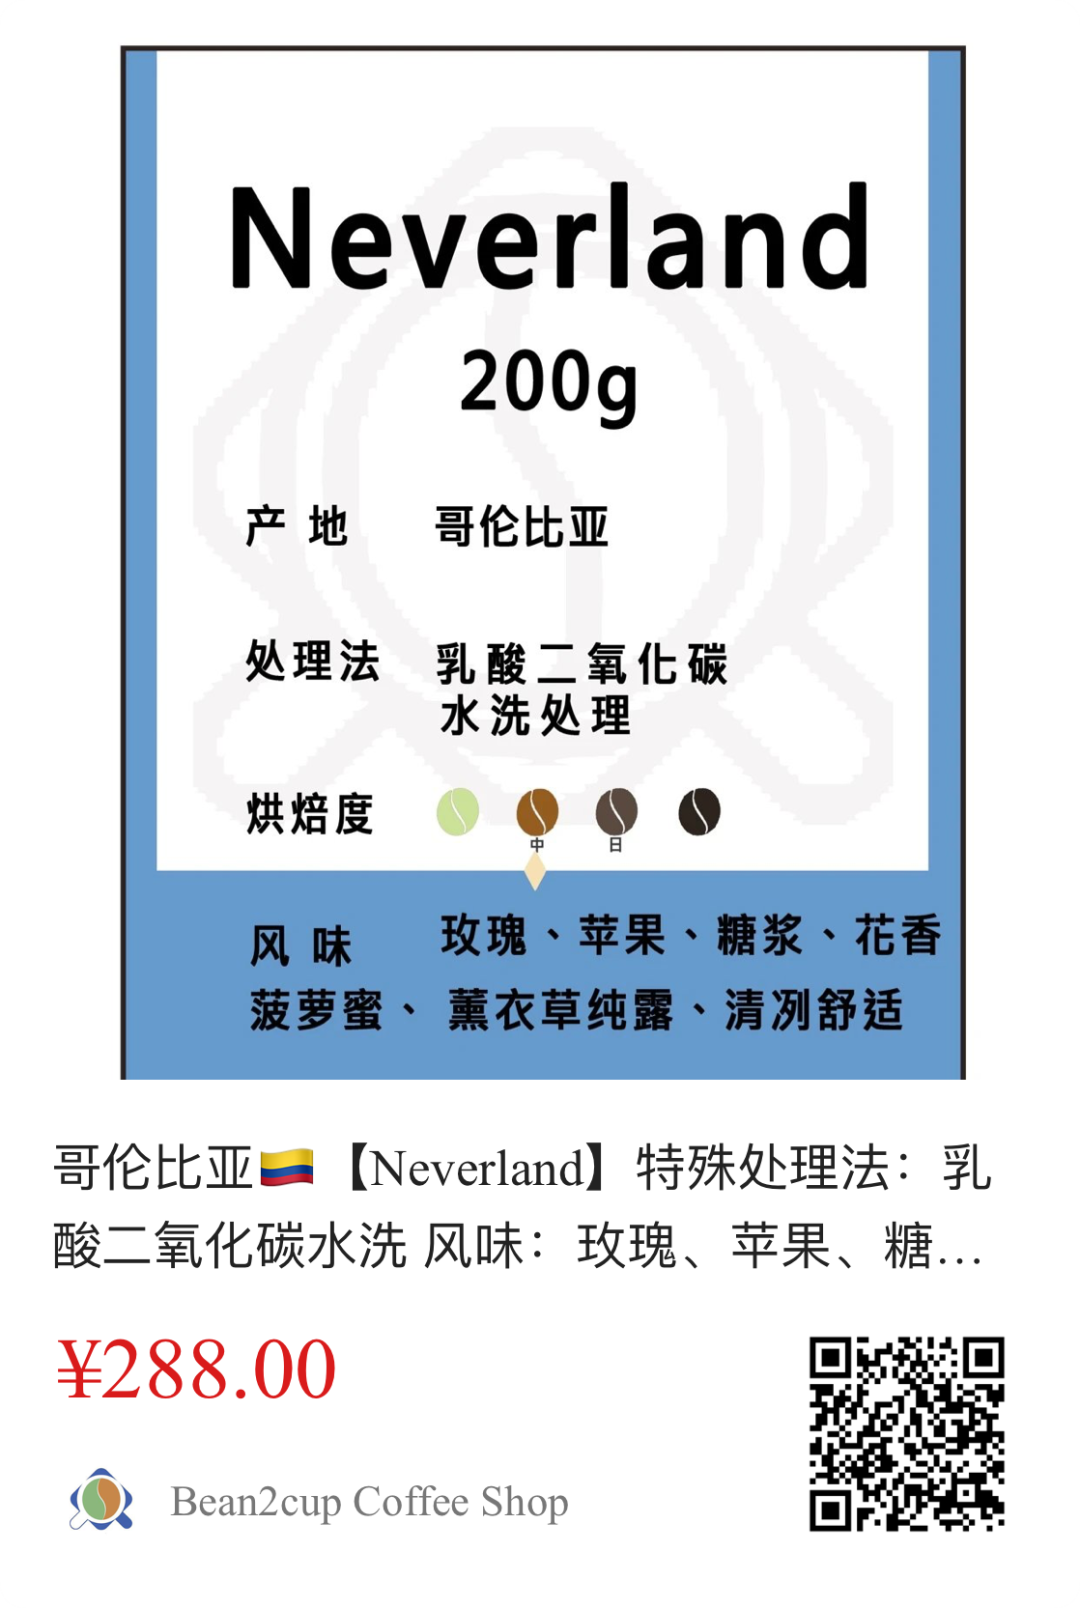 Neverland
200g
产 地 哥伦比亚
处理法 乳酸二氧化碳
水洗处理
烘焙度
中 日
风 味 玫瑰、苹果、糖浆、花香
菠萝蜜、薰衣草纯露、清冽舒适
哥伦比亚🇨🇴【Neverland】特殊处理法：乳
酸二氧化碳水洗 风味：玫瑰、苹果、糖...
¥288.00
Bean2cup Coffee Shop